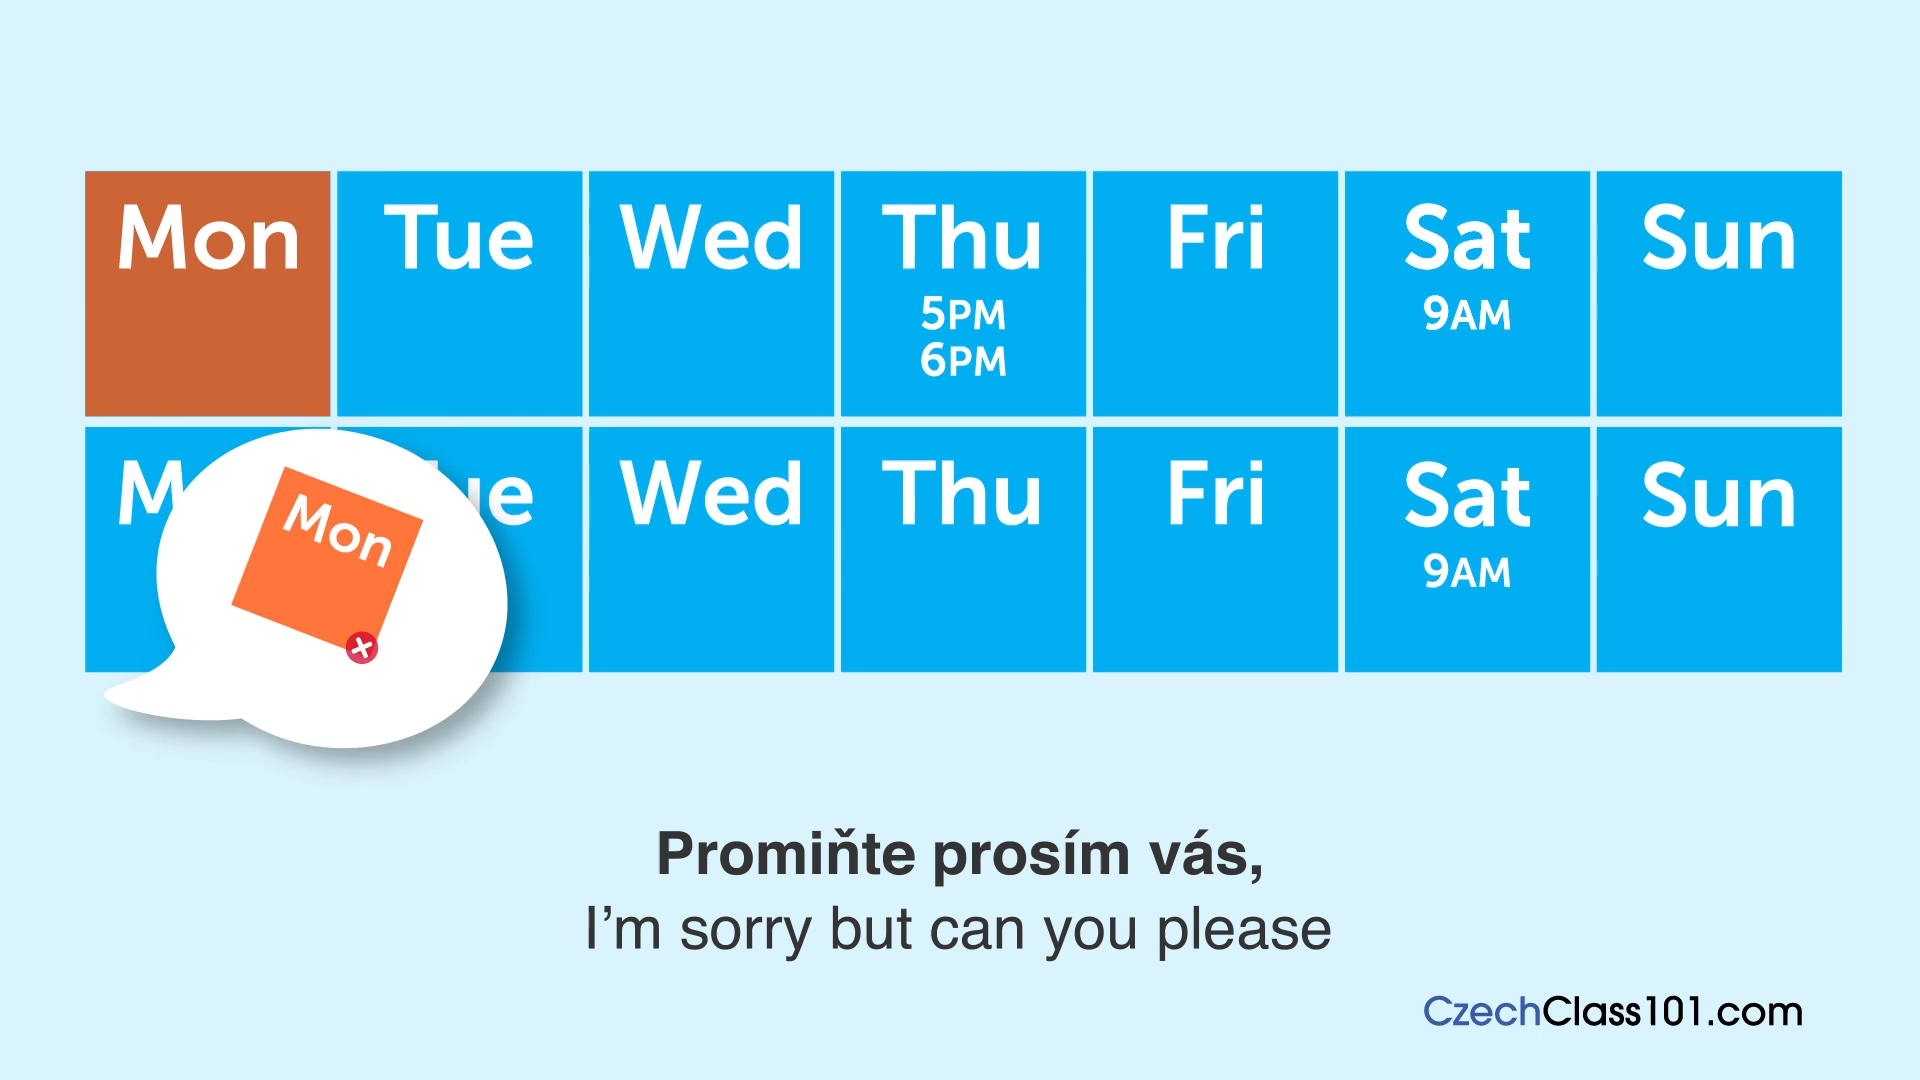 Mon Tue Wed Thu Fri Sat Sun
5PM 9AM
6PM
Wed Thu Fri Sat Sun
Mon
9AM
Promiňte prosím vás,
I'm sorry but can you please
CzechClass101.com